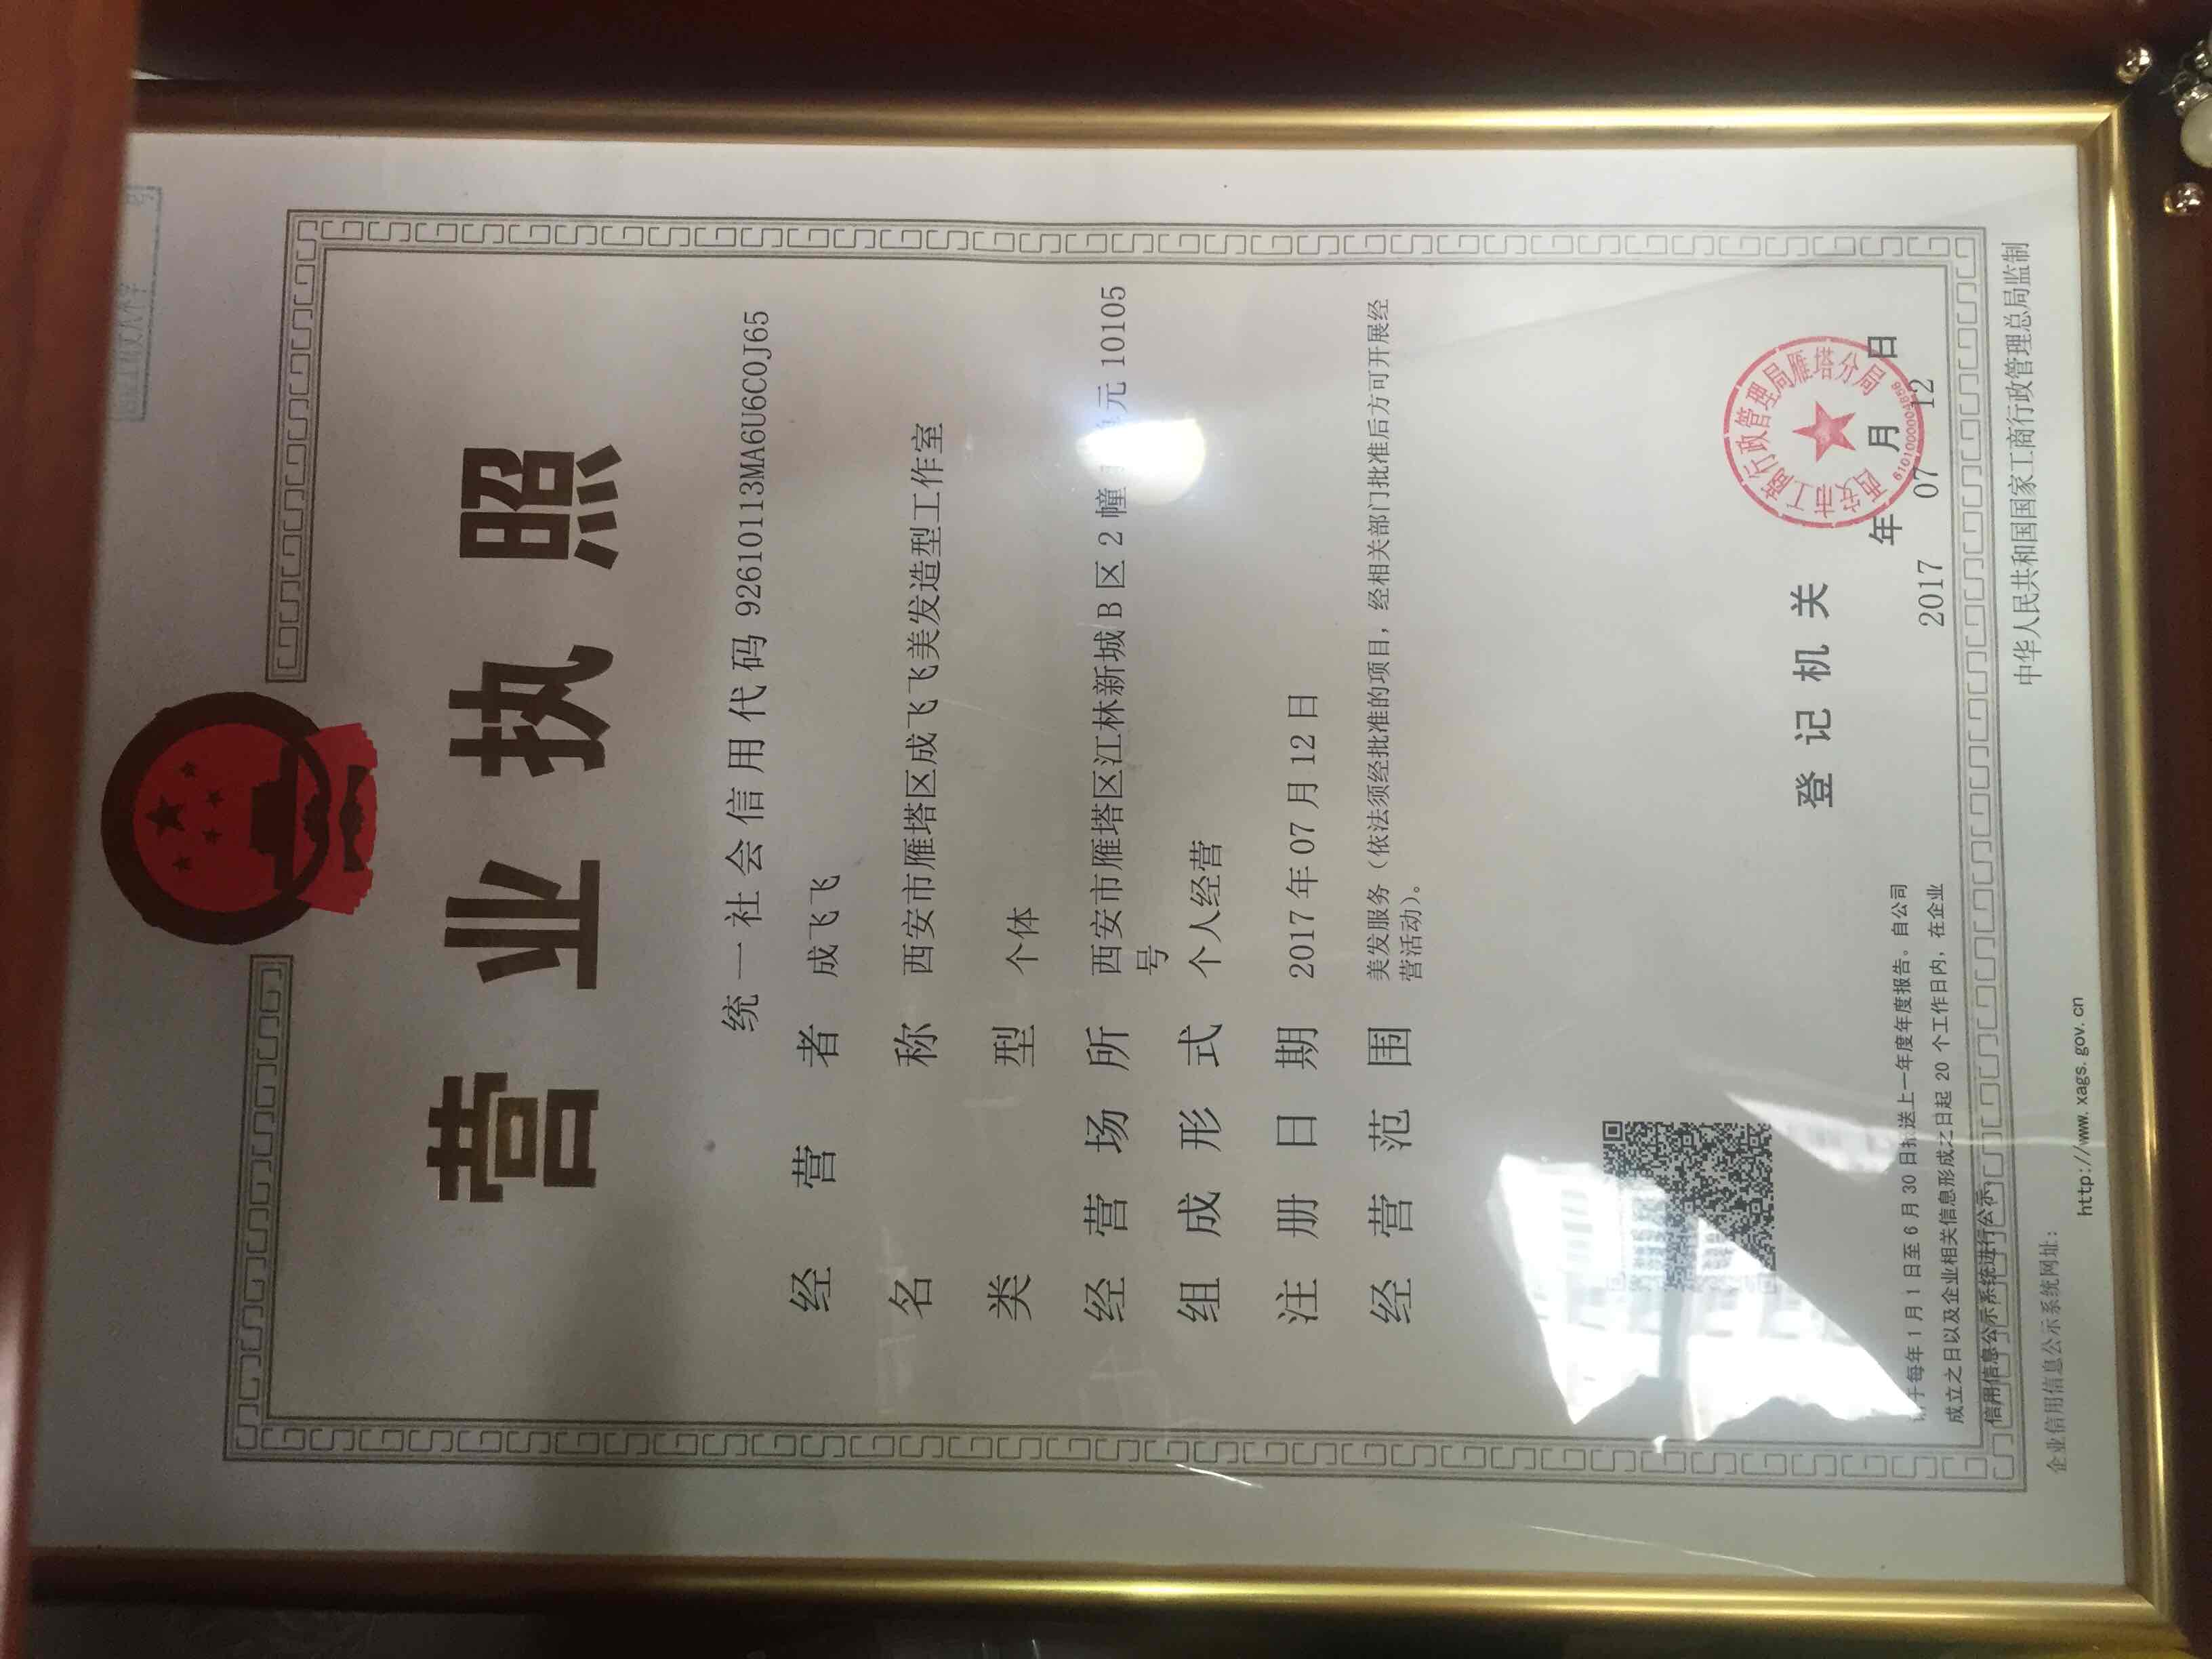 营业执照
统一社会信用代码 92610113MA6U6C0J65
经营者 成飞飞
名称 西安市雁塔区成飞飞美发造型工作室
类型 个体
经营场所 西安市雁塔区江林新城B区2幢 单元10105
号
组成形式 个人经营
注册日期 2017年07月12日
经营范围 美发服务（依法须经批准的项目，经相关部门批准后方可开展经
营活动）。
登记机关
西安市工商行政管理局雁塔分局
年 月 日
2017 07 12
于每年1月1日至6月30日报送上一年度年度报告。自公司
成立之日以及企业相关信息形成之日起 20 个工作日内，在企业
信用信息公示系统进行公示。
中华人民共和国国家工商行政管理总局监制
企业信用信息公示系统网址：
http://www.xags.gov.cn